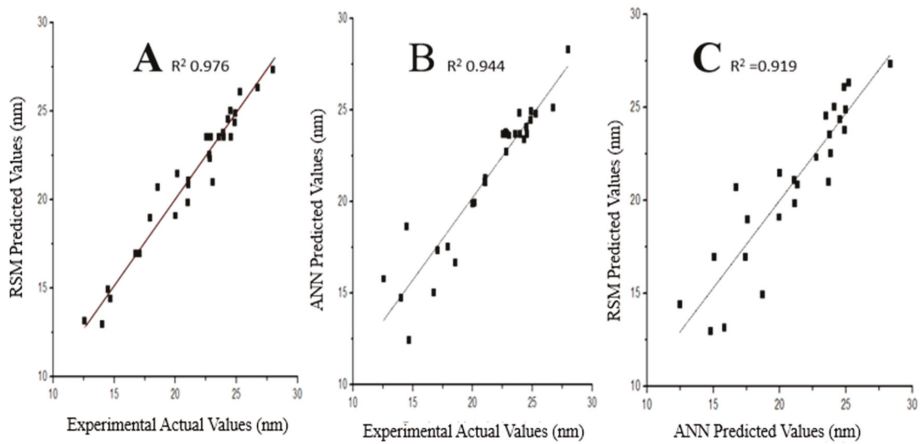 A R² 0.976
30
25
20
15
10
10 15 20 25 30
RSM Predicted Values (nm)
Experimental Actual Values (nm)
B R² 0.944
30
25
20
15
10
10 15 20 25 30
ANN Predicted Values (nm)
Experimental Actual Values (nm)
C R² =0.919
30
25
20
15
10
10 15 20 25 30
RSM Predicted Values (nm)
ANN Predicted Values (nm)